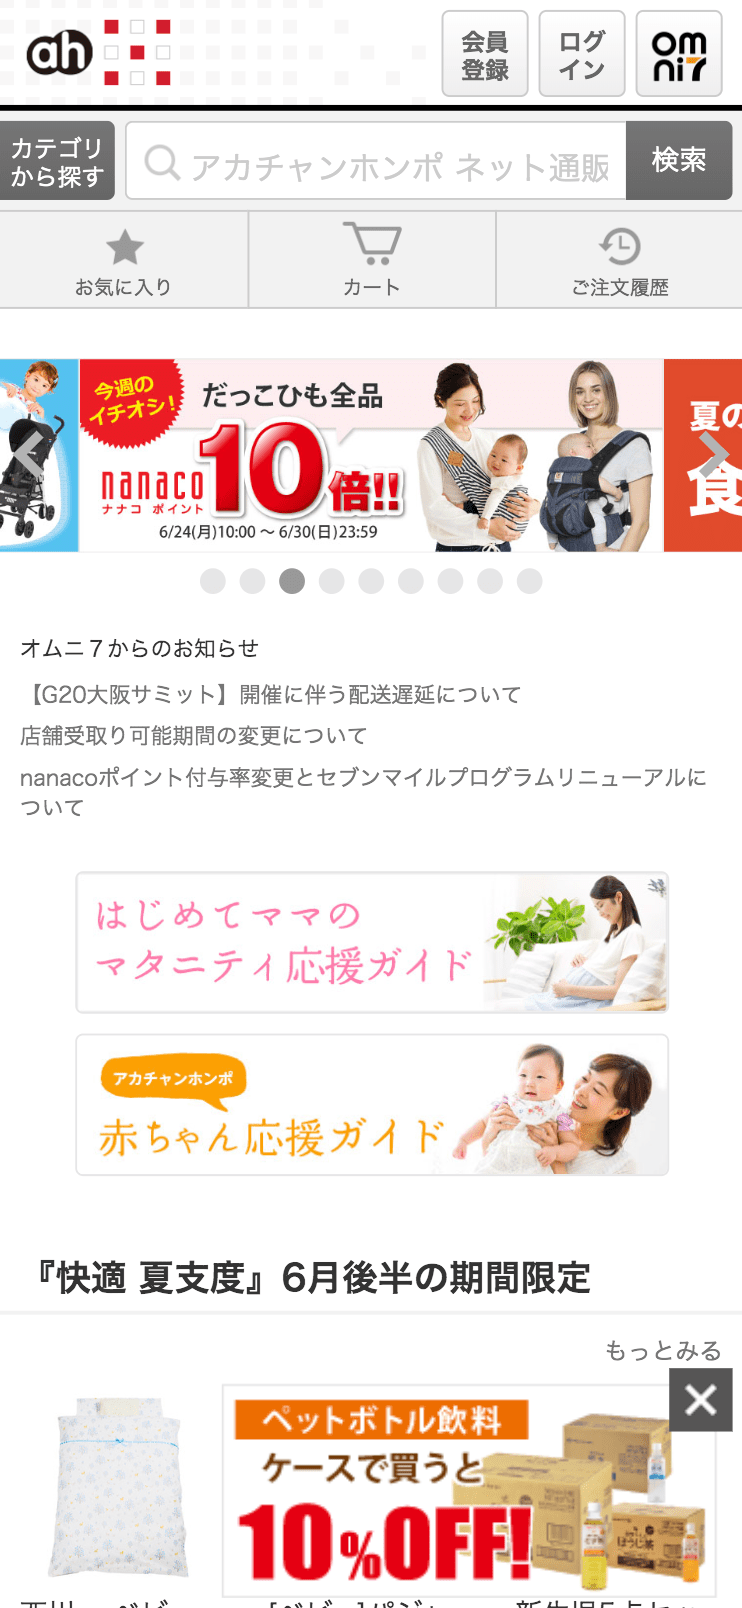 ah
会員
登録
ログ
イン
om
ni7
カテゴリ
から探す
アカチャンホンポ ネット通販
検索
お気に入り
カート
ご注文履歴
今週の
イチオシ!
だっこひも全品
nanaco
ナナコ ポイント
10倍!!
6/24(月)10:00 〜 6/30(日)23:59
夏の
食
オムニ７からのお知らせ
【G20大阪サミット】開催に伴う配送遅延について
店舗受取り可能期間の変更について
nanacoポイント付与率変更とセブンマイルプログラムリニューアルに
ついて
はじめてママの
マタニティ応援ガイド
アカチャンホンポ
赤ちゃん応援ガイド
『快適 夏支度』6月後半の期間限定
もっとみる
ペットボトル飲料
ケースで買うと
10%OFF!
ほうじ茶